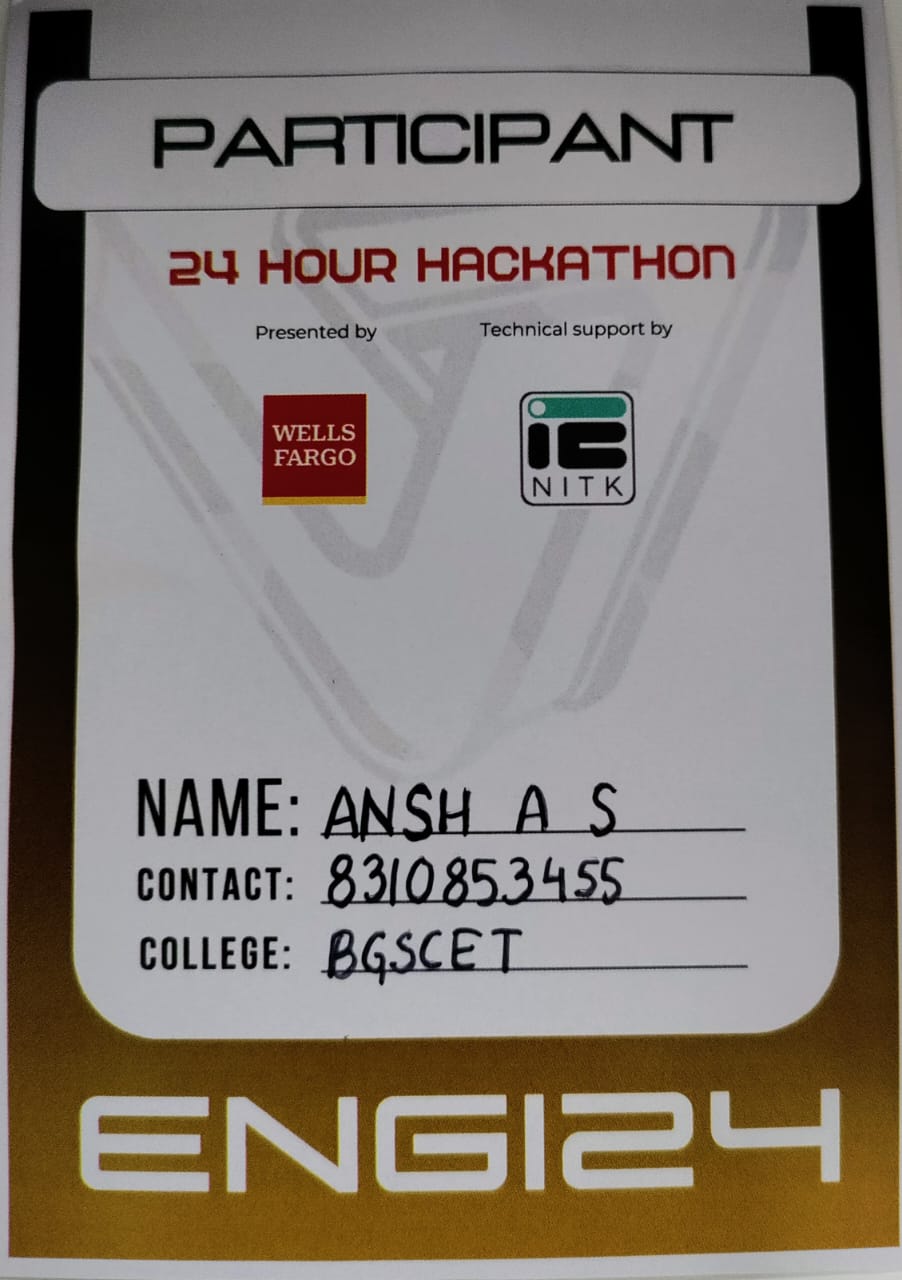 PARTICIPANT
24 HOUR HACKATHON
Presented by
Technical support by
WELLS
FARGO
IE
NITK
NAME: ANSH A S
CONTACT: 8310853455
COLLEGE: BGSCET
ENGI24